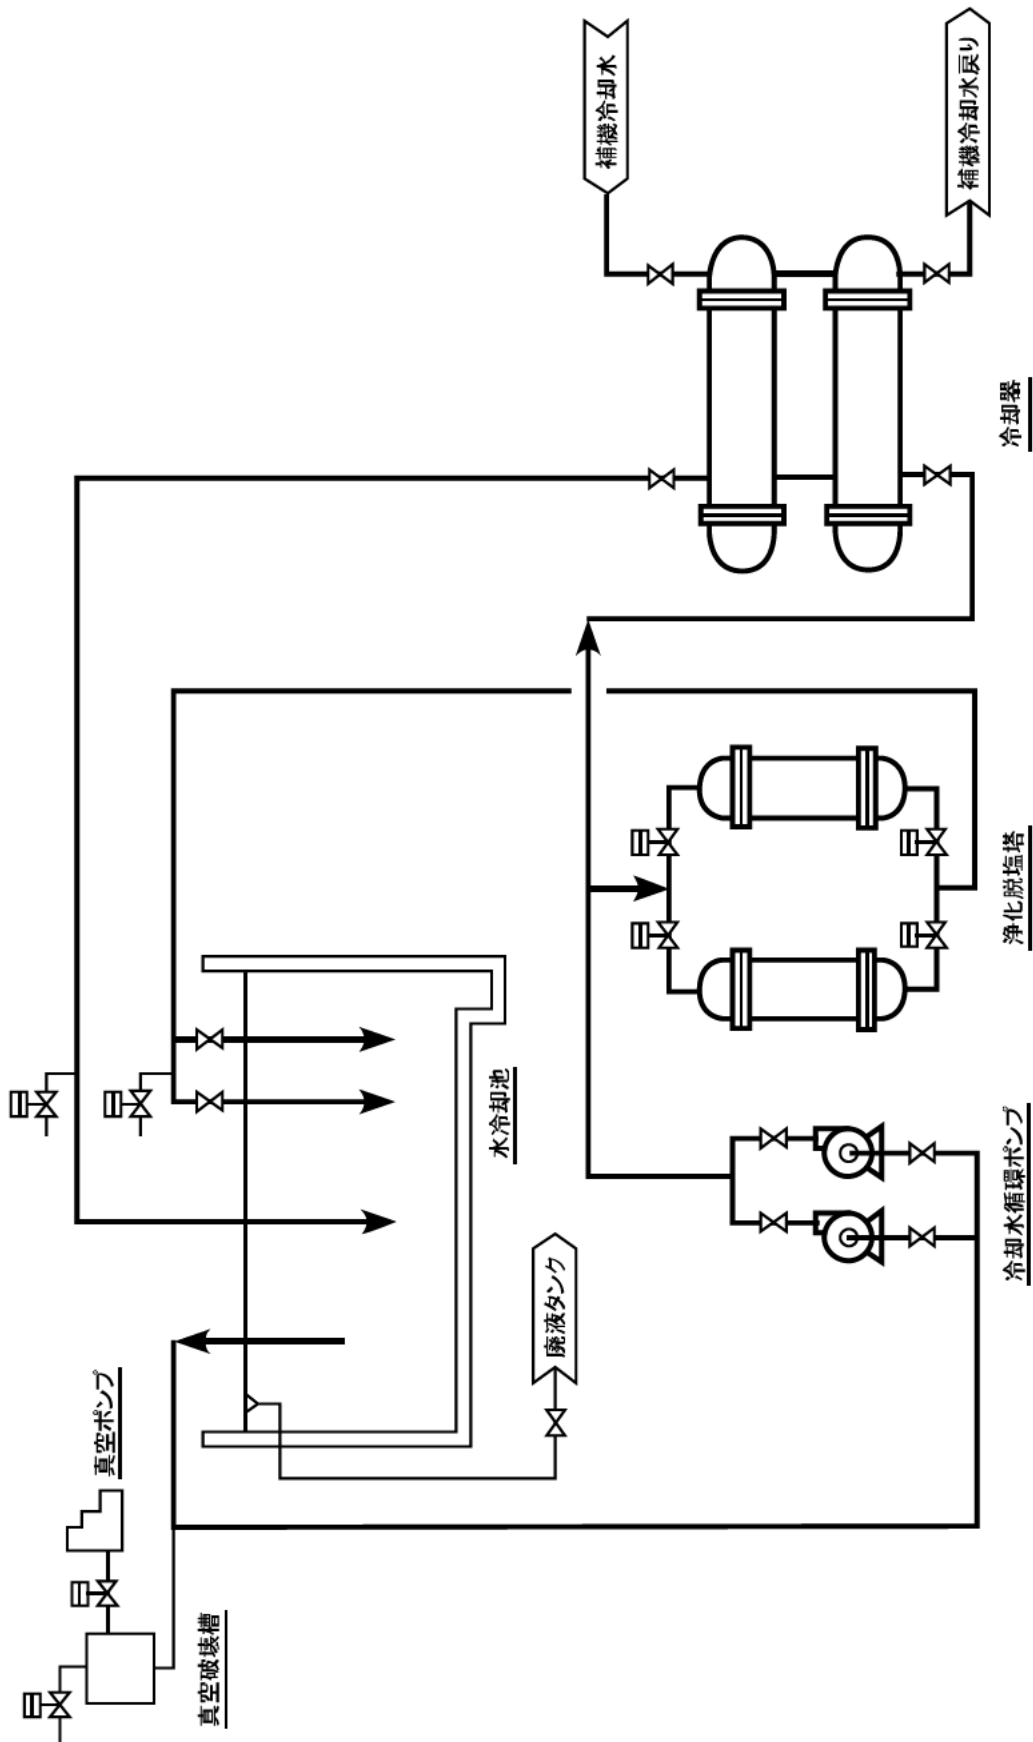 真空破壊槽
真空ポンプ
水冷却池
廃液タンク
補機冷却水
補機冷却水戻り
冷却水循環ポンプ
浄化脱塩塔
冷却器